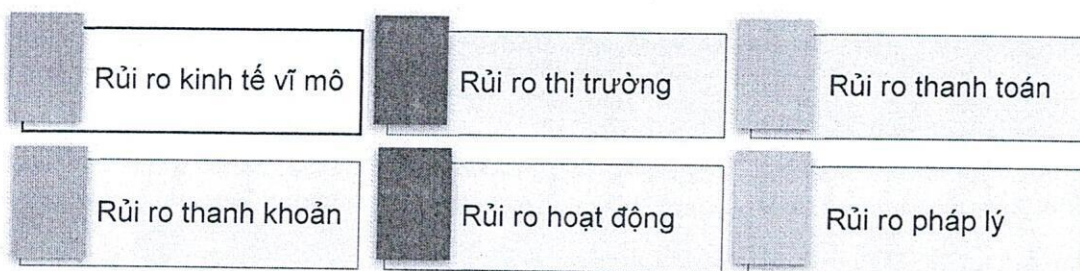 Rủi ro kinh tế vĩ mô
Rủi ro thị trường
Rủi ro thanh toán
Rủi ro thanh khoản
Rủi ro hoạt động
Rủi ro pháp lý